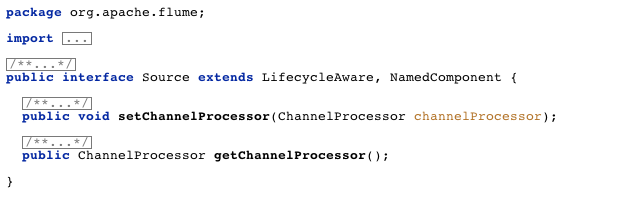 package org.apache.flume;
import ...
/**...*/
public interface Source extends LifecycleAware, NamedComponent {
/**...*/
public void setChannelProcessor(ChannelProcessor channelProcessor);
/**...*/
public ChannelProcessor getChannelProcessor();
}